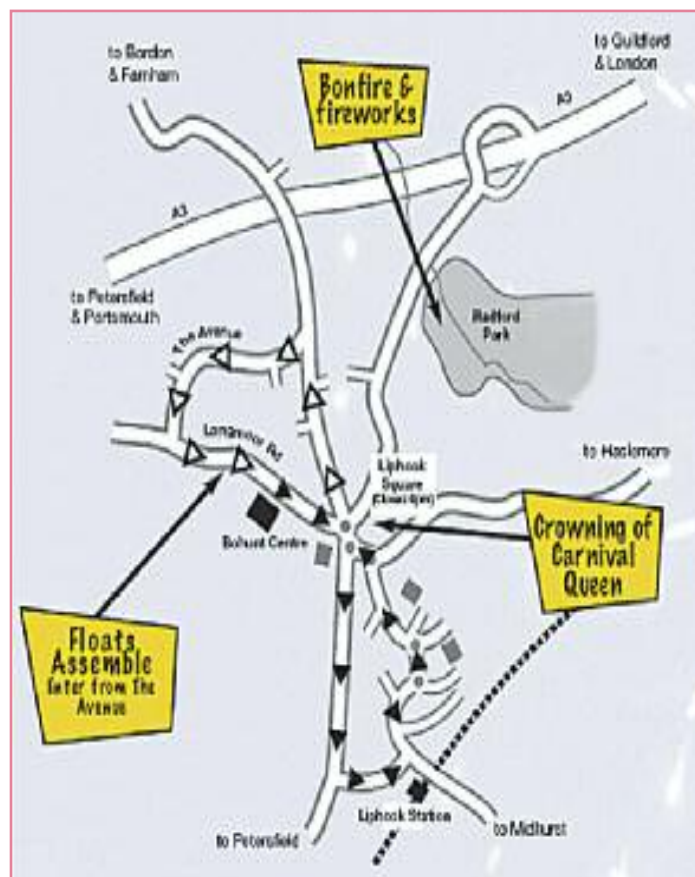 to Bordon
& Farnham
to Guildford
& London
Bonfire &
fireworks
A3
A3
to Petersfield
& Portsmouth
The Avenue
Radford
Park
Longmoor Rd
Liphook
Square
to Haslemere
Bohunt Centre
Crowning of
Carnival
Queen
Floats
Assemble
Enter from The
Avenue
Liphook Station
to Petersfield
to Midhurst